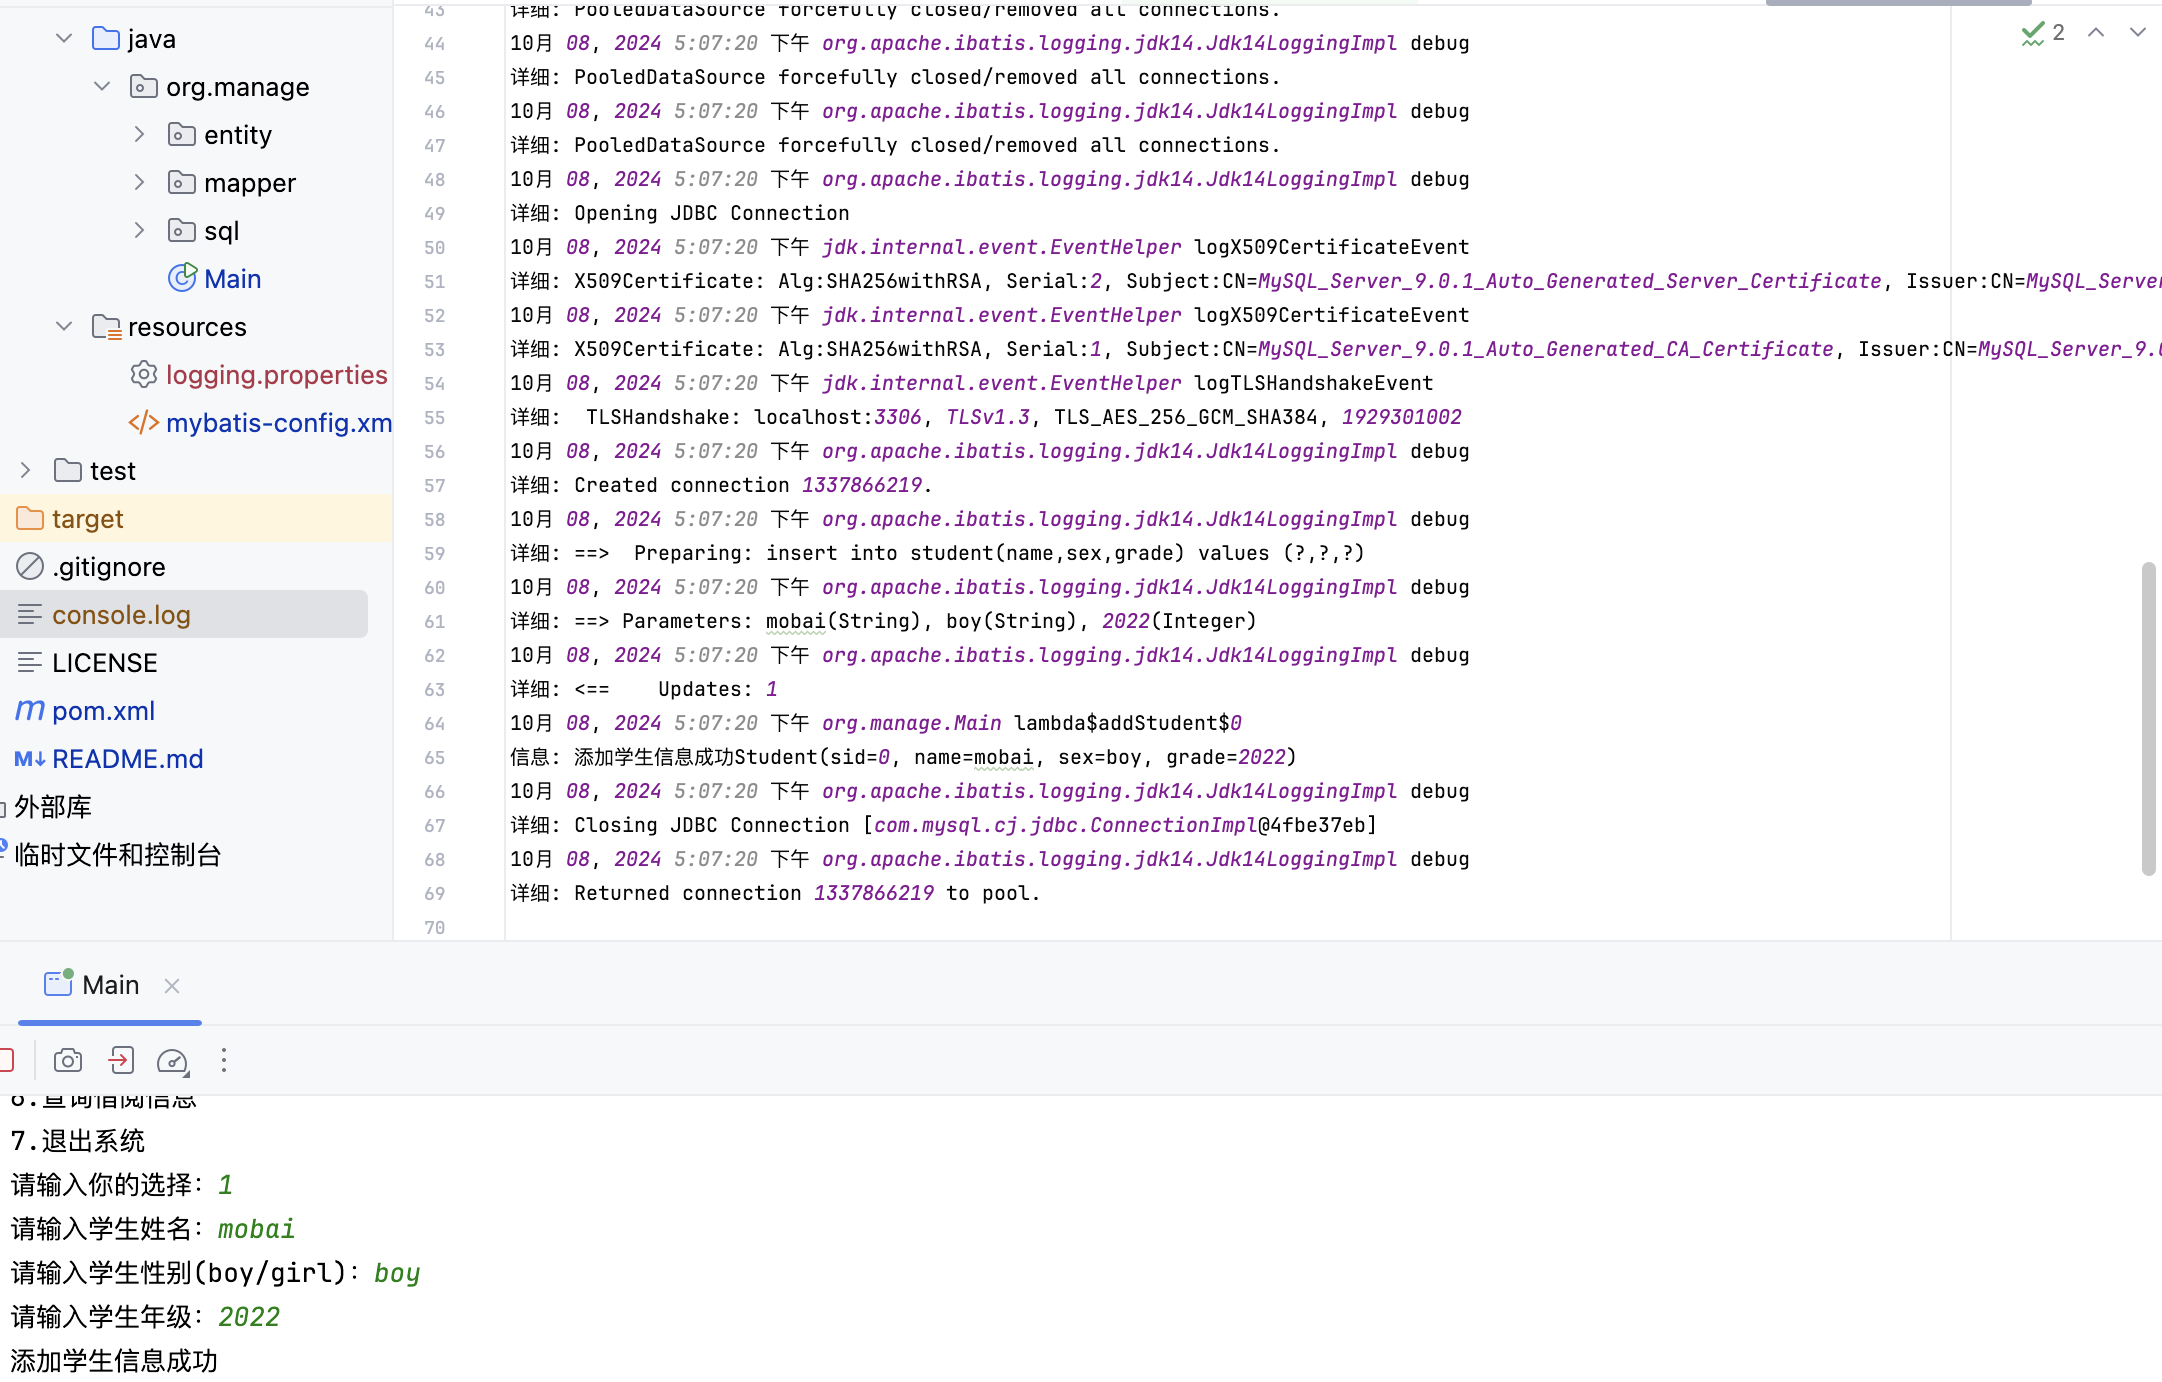 java
org.manage
entity
mapper
sql
Main
resources
logging.properties
mybatis-config.xm
test
target
.gitignore
console.log
LICENSE
pom.xml
README.md
外部库
临时文件和控制台
2
43 详细: PooledDataSource forcefully closed/removed all connections.
44 10月 08, 2024 5:07:20 下午 org.apache.ibatis.logging.jdk14.Jdk14LoggingImpl debug
45 详细: PooledDataSource forcefully closed/removed all connections.
46 10月 08, 2024 5:07:20 下午 org.apache.ibatis.logging.jdk14.Jdk14LoggingImpl debug
47 详细: PooledDataSource forcefully closed/removed all connections.
48 10月 08, 2024 5:07:20 下午 org.apache.ibatis.logging.jdk14.Jdk14LoggingImpl debug
49 详细: Opening JDBC Connection
50 10月 08, 2024 5:07:20 下午 jdk.internal.event.EventHelper logX509CertificateEvent
51 详细: X509Certificate: Alg:SHA256withRSA, Serial:2, Subject:CN=MySQL_Server_9.0.1_Auto_Generated_Server_Certificate, Issuer:CN=MySQL_Server
52 10月 08, 2024 5:07:20 下午 jdk.internal.event.EventHelper logX509CertificateEvent
53 详细: X509Certificate: Alg:SHA256withRSA, Serial:1, Subject:CN=MySQL_Server_9.0.1_Auto_Generated_CA_Certificate, Issuer:CN=MySQL_Server_9.0
54 10月 08, 2024 5:07:20 下午 jdk.internal.event.EventHelper logTLSHandshakeEvent
55 详细:  TLSHandshake: localhost:3306, TLSv1.3, TLS_AES_256_GCM_SHA384, 1929301002
56 10月 08, 2024 5:07:20 下午 org.apache.ibatis.logging.jdk14.Jdk14LoggingImpl debug
57 详细: Created connection 1337866219.
58 10月 08, 2024 5:07:20 下午 org.apache.ibatis.logging.jdk14.Jdk14LoggingImpl debug
59 详细: ==>  Preparing: insert into student(name,sex,grade) values (?,?,?)
60 10月 08, 2024 5:07:20 下午 org.apache.ibatis.logging.jdk14.Jdk14LoggingImpl debug
61 详细: ==> Parameters: mobai(String), boy(String), 2022(Integer)
62 10月 08, 2024 5:07:20 下午 org.apache.ibatis.logging.jdk14.Jdk14LoggingImpl debug
63 详细: <==    Updates: 1
64 10月 08, 2024 5:07:20 下午 org.manage.Main lambda$addStudent$0
65 信息: 添加学生信息成功Student(sid=0, name=mobai, sex=boy, grade=2022)
66 10月 08, 2024 5:07:20 下午 org.apache.ibatis.logging.jdk14.Jdk14LoggingImpl debug
67 详细: Closing JDBC Connection [com.mysql.cj.jdbc.ConnectionImpl@4fbe37eb]
68 10月 08, 2024 5:07:20 下午 org.apache.ibatis.logging.jdk14.Jdk14LoggingImpl debug
69 详细: Returned connection 1337866219 to pool.
70
Main
6.查询借阅信息
7.退出系统
请输入你的选择: 1
请输入学生姓名: mobai
请输入学生性别(boy/girl): boy
请输入学生年级: 2022
添加学生信息成功